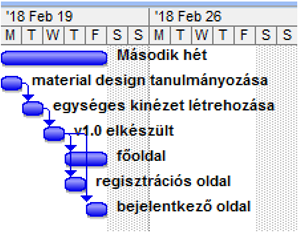 '18 Feb 19 '18 Feb 26
M T W T F S S M T W T F S S
Második hét
material design tanulmányozása
egységes kinézet létrehozása
v1.0 elkészült
főoldal
regisztrációs oldal
bejelentkező oldal